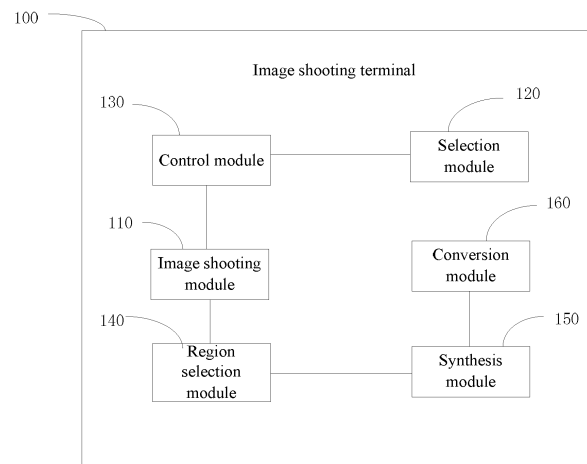 100
Image shooting terminal
130
120
Control module
Selection
module
110
160
Image shooting
module
Conversion
module
140
150
Region
selection
module
Synthesis
module